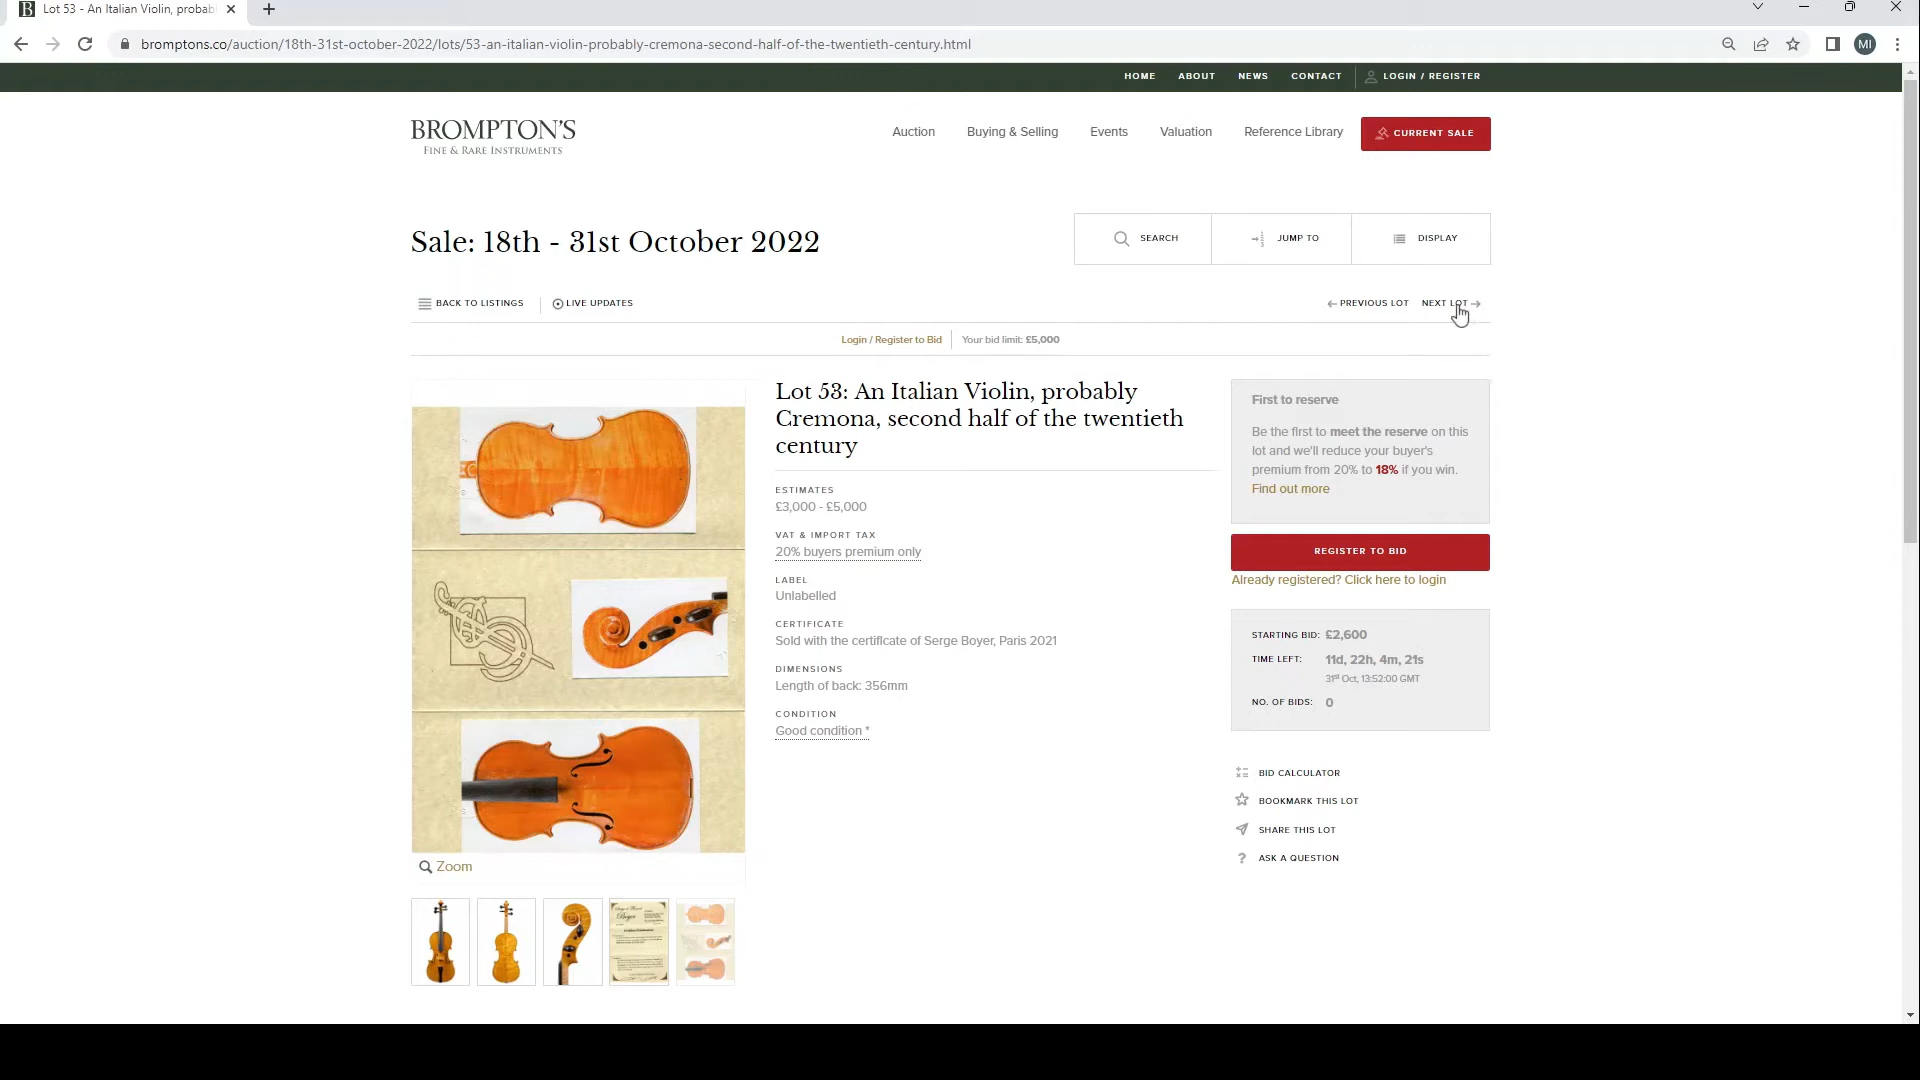 Lot 53 - An Italian Violin, probab
bromptons.co/auction/18th-31st-october-2022/lots/53-an-italian-violin-probably-cremona-second-half-of-the-twentieth-century.html
MI
HOME ABOUT NEWS CONTACT LOGIN / REGISTER
BROMPTON'S
FINE & RARE INSTRUMENTS
Auction Buying & Selling Events Valuation Reference Library CURRENT SALE
Sale: 18th - 31st October 2022
SEARCH JUMP TO DISPLAY
BACK TO LISTINGS LIVE UPDATES
PREVIOUS LOT NEXT LOT
Login / Register to Bid Your bid limit: £5,000
Lot 53: An Italian Violin, probably
Cremona, second half of the twentieth
century
ESTIMATES
£3,000 - £5,000
VAT & IMPORT TAX
20% buyers premium only
LABEL
Unlabelled
CERTIFICATE
Sold with the certificate of Serge Boyer, Paris 2021
DIMENSIONS
Length of back: 356mm
CONDITION
Good condition *
First to reserve
Be the first to meet the reserve on this
lot and we'll reduce your buyer's
premium from 20% to 18% if you win.
Find out more
REGISTER TO BID
Already registered? Click here to login
STARTING BID: £2,600
TIME LEFT: 11d, 22h, 4m, 21s
31st Oct, 13:52:00 GMT
NO. OF BIDS: 0
BID CALCULATOR
BOOKMARK THIS LOT
SHARE THIS LOT
ASK A QUESTION
Zoom
Boyer